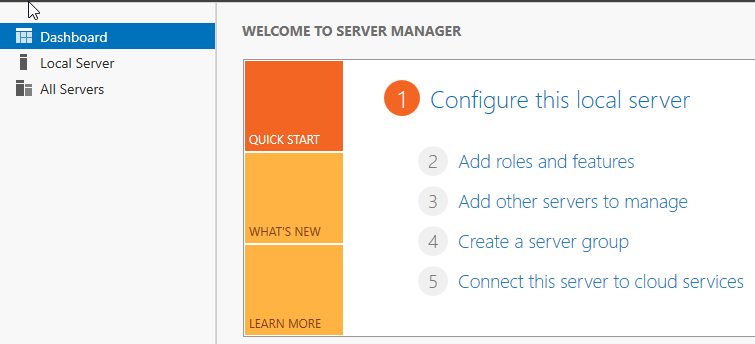 Dashboard
Local Server
All Servers
WELCOME TO SERVER MANAGER
QUICK START
WHAT'S NEW
LEARN MORE
1 Configure this local server
2 Add roles and features
3 Add other servers to manage
4 Create a server group
5 Connect this server to cloud services